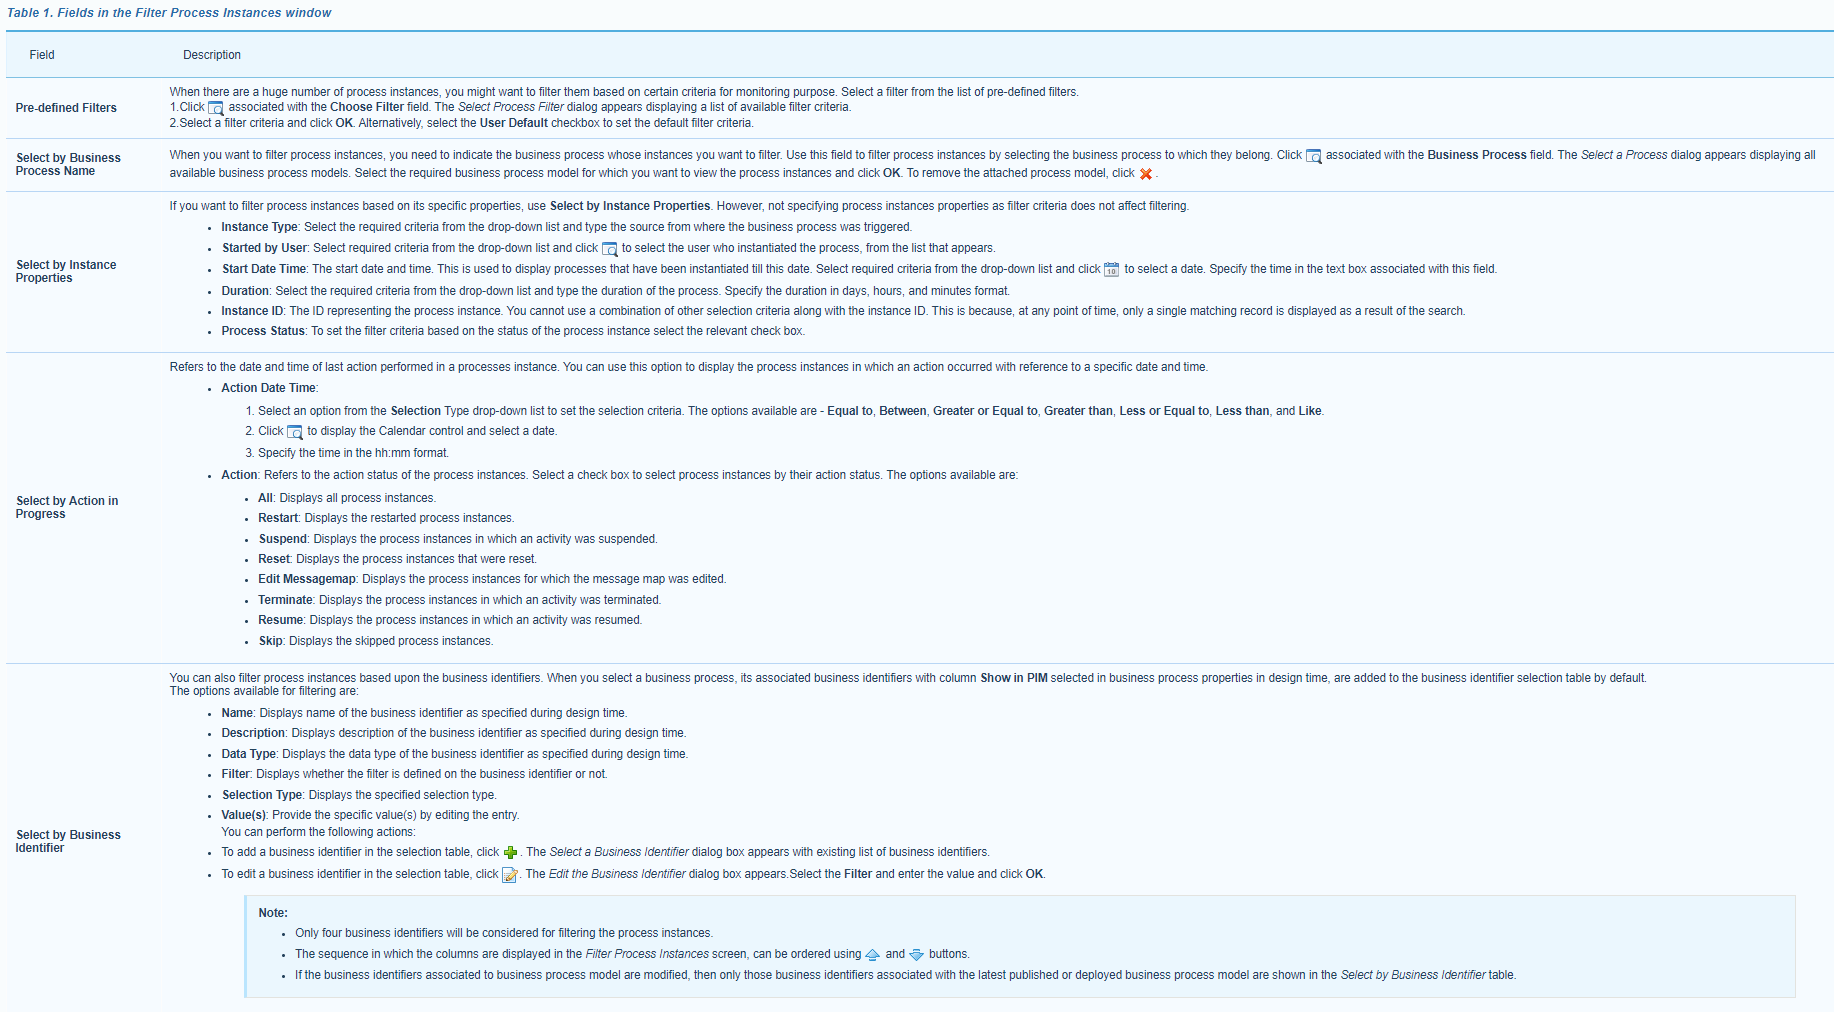 Table 1. Fields in the Filter Process Instances window
Field
Description
Pre-defined Filters
When there are a huge number of process instances, you might want to filter them based on certain criteria for monitoring purpose. Select a filter from the list of pre-defined filters.
1.Click associated with the Choose Filter field. The Select Process Filter dialog appears displaying a list of available filter criteria.
2.Select a filter criteria and click OK. Alternatively, select the User Default checkbox to set the default filter criteria.
Select by Business
Process Name
When you want to filter process instances, you need to indicate the business process whose instances you want to filter. Use this field to filter process instances by selecting the business process to which they belong. Click associated with the Business Process field. The Select a Process dialog appears displaying all
available business process models. Select the required business process model for which you want to view the process instances and click OK. To remove the attached process model, click .
Select by Instance
Properties
If you want to filter process instances based on its specific properties, use Select by Instance Properties. However, not specifying process instances properties as filter criteria does not affect filtering.
• Instance Type: Select the required criteria from the drop-down list and type the source from where the business process was triggered.
• Started by User: Select required criteria from the drop-down list and click to select the user who instantiated the process, from the list that appears.
• Start Date Time: The start date and time. This is used to display processes that have been instantiated till this date. Select required criteria from the drop-down list and click to select a date. Specify the time in the text box associated with this field.
• Duration: Select the required criteria from the drop-down list and type the duration of the process. Specify the duration in days, hours, and minutes format.
• Instance ID: The ID representing the process instance. You cannot use a combination of other selection criteria along with the instance ID. This is because, at any point of time, only a single matching record is displayed as a result of the search.
• Process Status: To set the filter criteria based on the status of the process instance select the relevant check box.
Select by Action in
Progress
Refers to the date and time of last action performed in a processes instance. You can use this option to display the process instances in which an action occurred with reference to a specific date and time.
• Action Date Time:
1. Select an option from the Selection Type drop-down list to set the selection criteria. The options available are - Equal to, Between, Greater or Equal to, Greater than, Less or Equal to, Less than, and Like.
2. Click to display the Calendar control and select a date.
3. Specify the time in the hh:mm format.
• Action: Refers to the action status of the process instances. Select a check box to select process instances by their action status. The options available are:
• All: Displays all process instances.
• Restart: Displays the restarted process instances.
• Suspend: Displays the process instances in which an activity was suspended.
• Reset: Displays the process instances that were reset.
• Edit Messagemap: Displays the process instances for which the message map was edited.
• Terminate: Displays the process instances in which an activity was terminated.
• Resume: Displays the process instances in which an activity was resumed.
• Skip: Displays the skipped process instances.
Select by Business
Identifier
You can also filter process instances based upon the business identifiers. When you select a business process, its associated business identifiers with column Show in PIM selected in business process properties in design time, are added to the business identifier selection table by default.
The options available for filtering are:
• Name: Displays name of the business identifier as specified during design time.
• Description: Displays description of the business identifier as specified during design time.
• Data Type: Displays the data type of the business identifier as specified during design time.
• Filter: Displays whether the filter is defined on the business identifier or not.
• Selection Type: Displays the specified selection type.
• Value(s): Provide the specific value(s) by editing the entry.
You can perform the following actions:
• To add a business identifier in the selection table, click . The Select a Business Identifier dialog box appears with existing list of business identifiers.
• To edit a business identifier in the selection table, click . The Edit the Business Identifier dialog box appears.Select the Filter and enter the value and click OK.
Note:
• Only four business identifiers will be considered for filtering the process instances.
• The sequence in which the columns are displayed in the Filter Process Instances screen, can be ordered using and buttons.
• If the business identifiers associated to business process model are modified, then only those business identifiers associated with the latest published or deployed business process model are shown in the Select by Business Identifier table.